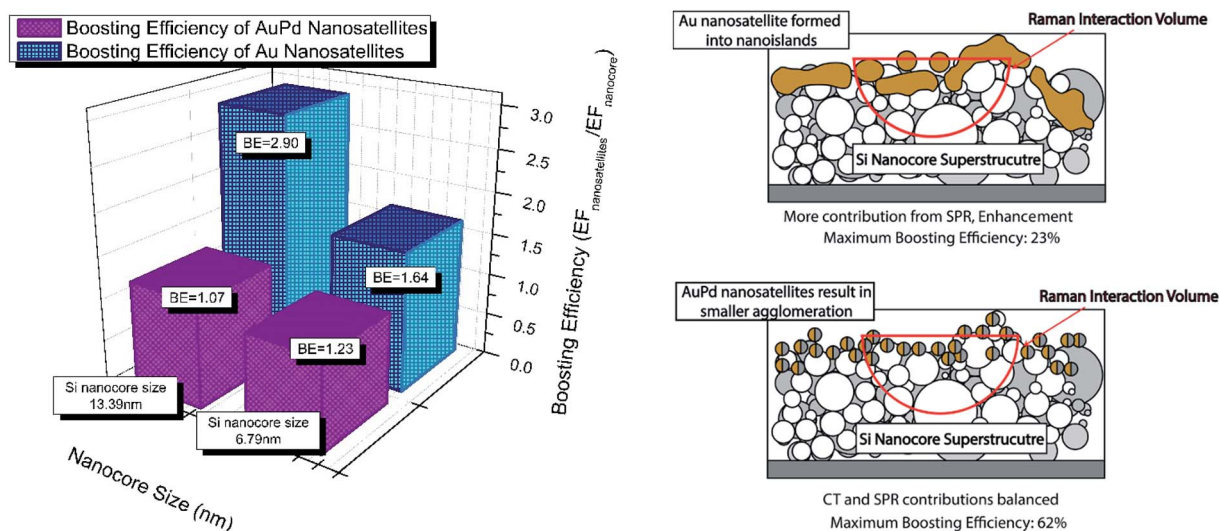 Boosting Efficiency of AuPd Nanosatellites
Boosting Efficiency of Au Nanosatellites
BE=2.90
BE=1.64
BE=1.07
BE=1.23
Si nanocore size
13.39nm
Si nanocore size
6.79nm
Nanocore Size (nm)
3.0
2.5
2.0
1.5
1.0
0.5
0.0
Boosting Efficiency (EFnanosatellites/EFnanocore)
Au nanosatellite formed
into nanoislands
Raman Interaction Volume
Si Nanocore Superstrucutre
More contribution from SPR, Enhancement
Maximum Boosting Efficiency: 23%
AuPd nanosatellites result in
smaller agglomeration
Raman Interaction Volume
Si Nanocore Superstrucutre
CT and SPR contributions balanced
Maximum Boosting Efficiency: 62%